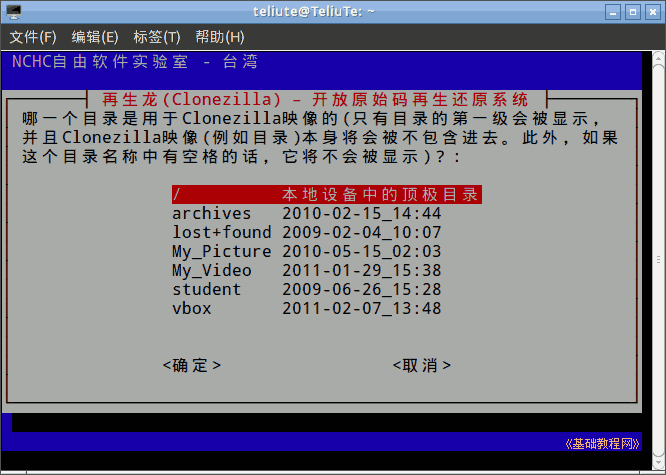 teliute@TeliuTe: ~
文件(F) 编辑(E) 标签(T) 帮助(H)
NCHC自由软件实验室 - 台湾
再生龙(Clonezilla) - 开放原始码再生还原系统
哪一个目录是用于Clonezilla映像的(只有目录的第一级会被显示,
并且Clonezilla映像(例如目录)本身将会被不包含进去。此外, 如果
这个目录名称中有空格的话, 它将不会被显示)?:
/ 本地设备中的顶极目录
archives 2010-02-15_14:44
lost+found 2009-02-04_10:07
My_Picture 2010-05-15_02:03
My_Video 2011-01-29_15:38
student 2009-06-26_15:28
vbox 2011-02-07_13:48
<确定> <取消>
《基础教程网》